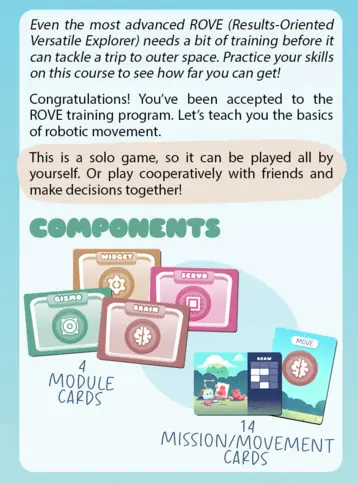 Even the most advanced ROVE (Results-Oriented
Versatile Explorer) needs a bit of training before it
can tackle a trip to outer space. Practice your skills
on this course to see how far you can get!
Congratulations! You've been accepted to the
ROVE training program. Let's teach you the basics
of robotic movement.
This is a solo game, so it can be played all by
yourself. Or play cooperatively with friends and
make decisions together!
COMPONENTS
WIDGET
SERVO
GIZMO
BRAIN
4
MODULE
CARDS
DRAW
MOVE
14
MISSION/MOVEMENT
CARDS